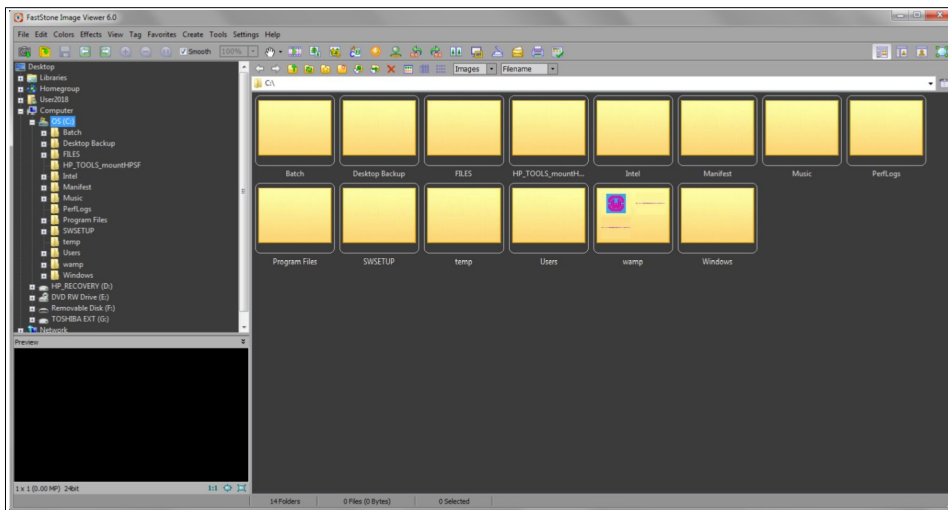 FastStone Image Viewer 6.0
File Edit Colors Effects View Tag Favorites Create Tools Settings Help
Smooth 100%
Images Filename
C:\
Desktop
Libraries
Homegroup
User2018
Computer
OS (C:)
Batch
Desktop Backup
FILES
HP_TOOLS_mountHPSF
Intel
Manifest
Music
PerfLogs
Program Files
SWSETUP
temp
Users
wamp
Windows
HP_RECOVERY (D:)
DVD RW Drive (E:)
Removable Disk (F:)
TOSHIBA EXT (G:)
Network
Batch Desktop Backup FILES HP_TOOLS_mountH... Intel Manifest Music PerfLogs
Program Files SWSETUP temp Users wamp Windows
Preview
1 x 1 (0.00 MP) 24bit 1:1
14 Folders 0 Files (0 Bytes) 0 Selected